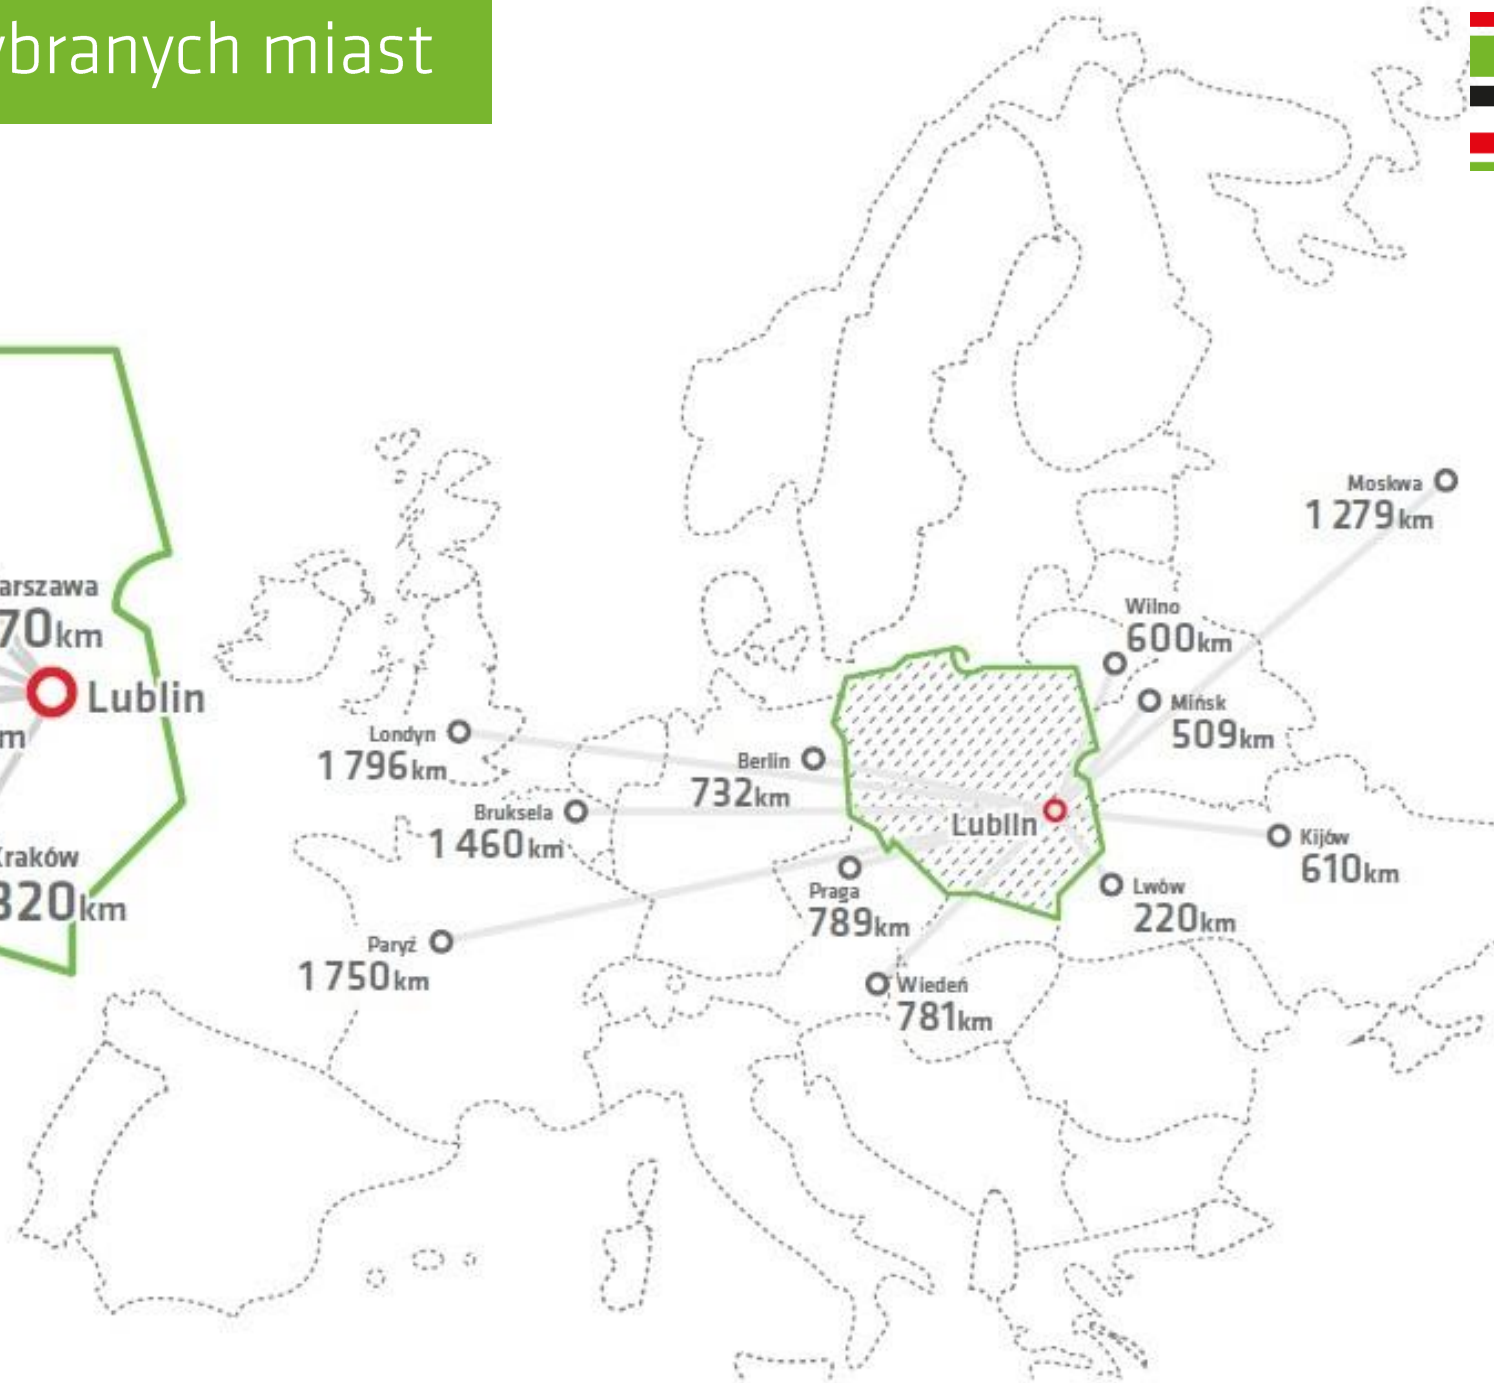 ybranych miast
arszawa
70km
Lublin
m
raków
320km
Moskwa
1 279km
Wilno
600km
Mińsk
509km
Londyn
1 796km
Berlin
732km
Bruksela
1 460km
Lublin
Kijów
610km
Praga
789km
Lwów
220km
Paryż
1 750km
Wiedeń
781km